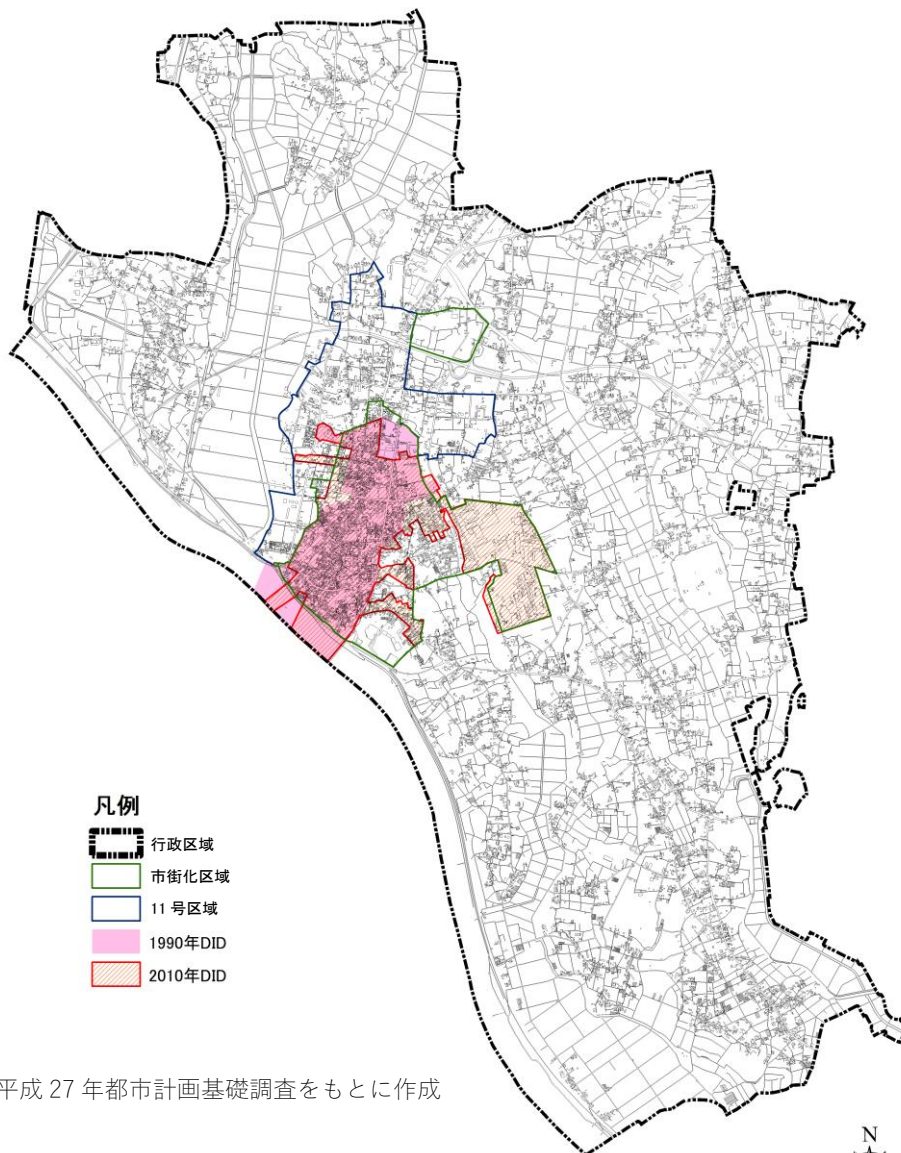 凡例
行政区域
市街化区域
11号区域
1990年DID
2010年DID
平成 27 年都市計画基礎調査をもとに作成
N